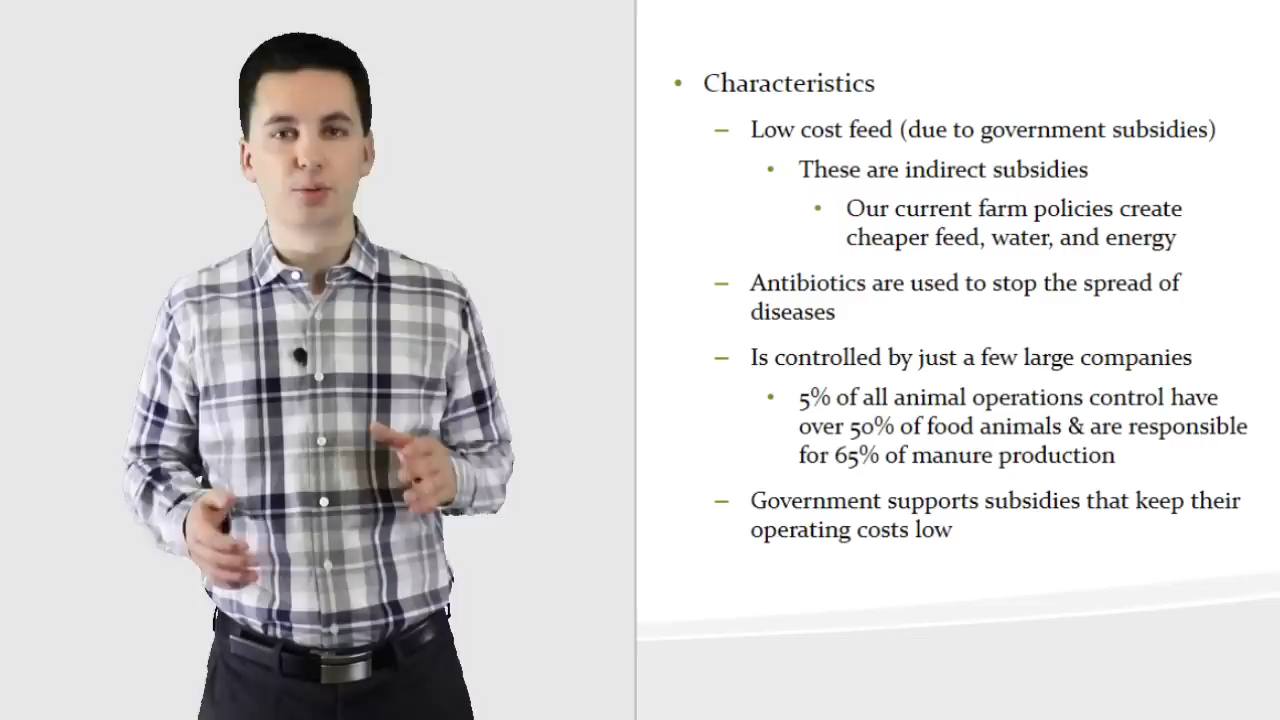 • Characteristics
– Low cost feed (due to government subsidies)
• These are indirect subsidies
• Our current farm policies create
cheaper feed, water, and energy
– Antibiotics are used to stop the spread of
diseases
– Is controlled by just a few large companies
• 5% of all animal operations control have
over 50% of food animals & are responsible
for 65% of manure production
– Government supports subsidies that keep their
operating costs low